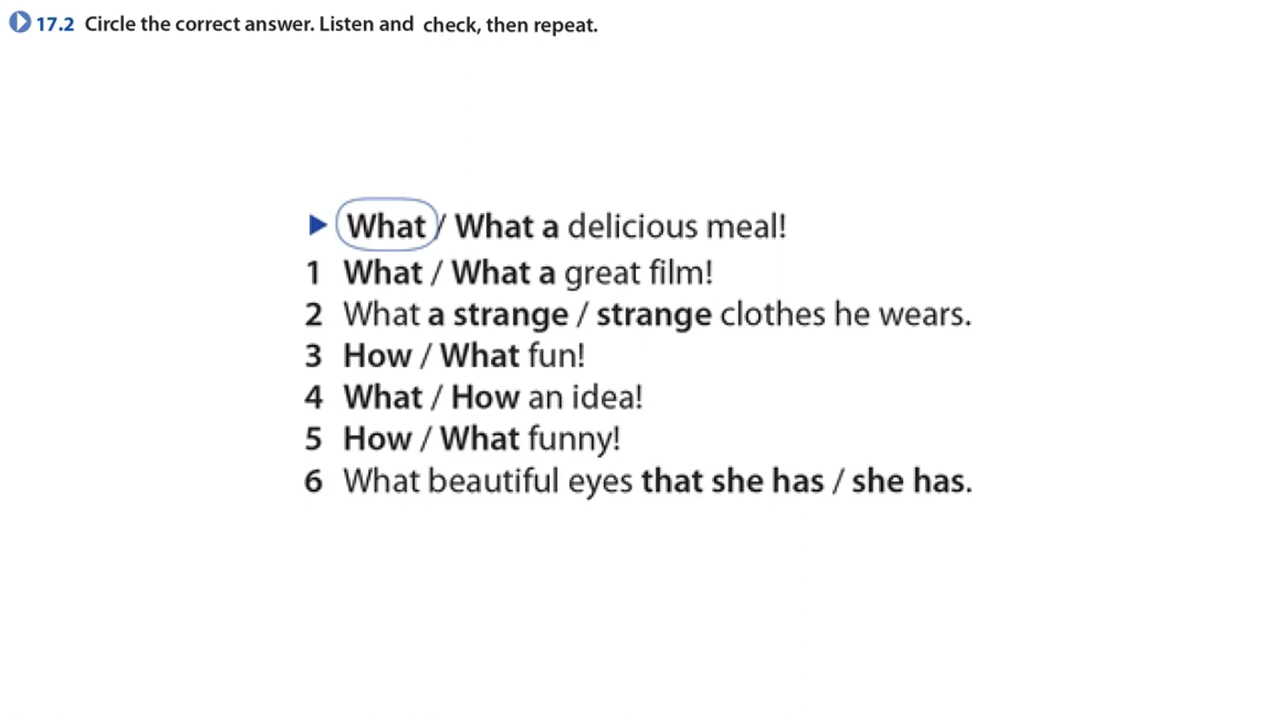 17.2 Circle the correct answer. Listen and check, then repeat.
What / What a delicious meal!
1 What / What a great film!
2 What a strange / strange clothes he wears.
3 How / What fun!
4 What / How an idea!
5 How / What funny!
6 What beautiful eyes that she has / she has.